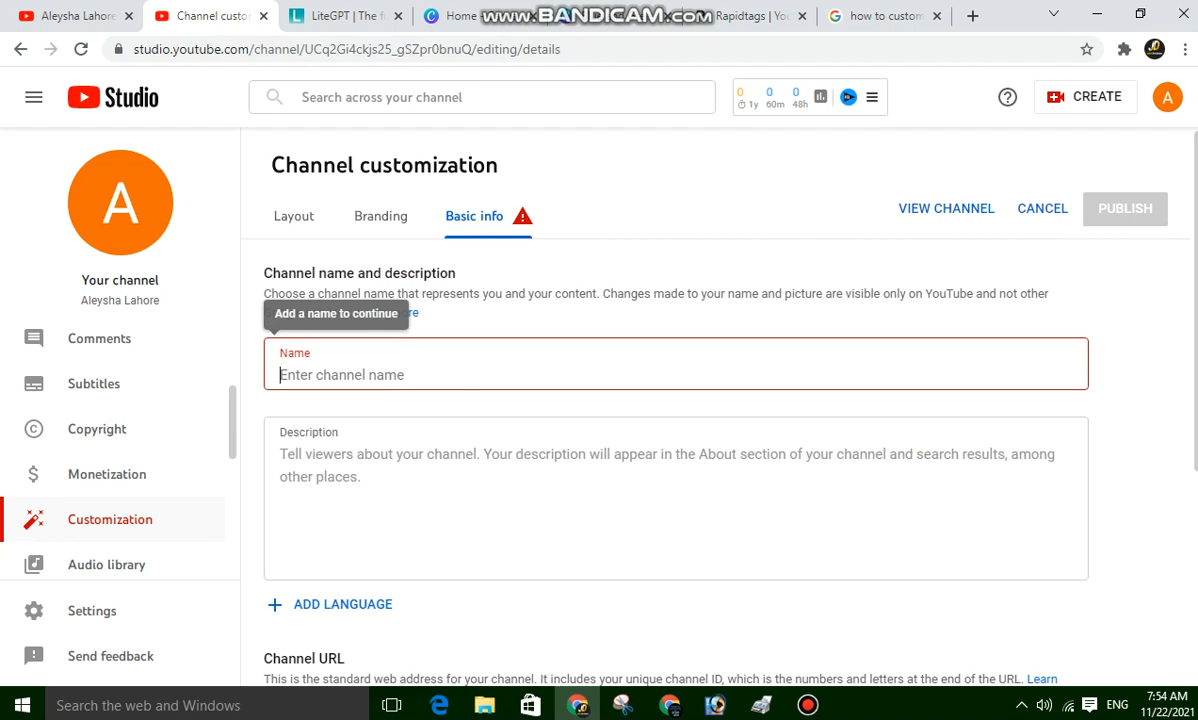 Aleysha Lahore
Channel custo
LiteGPT | The f
Home
Rapidtags | Yo
how to custom
WWW.BANDICAM.COM
studio.youtube.com/channel/UCq2Gi4ckjs25_gSZpr0bnuQ/editing/details
Studio
Search across your channel
0 0 0
1y 60m 48h
CREATE
A
A
Your channel
Aleysha Lahore
Comments
Subtitles
Copyright
Monetization
Customization
Audio library
Settings
Send feedback
Channel customization
Layout Branding Basic info
VIEW CHANNEL CANCEL PUBLISH
Channel name and description
Choose a channel name that represents you and your content. Changes made to your name and picture are visible only on YouTube and not other
Add a name to continue
Name
Enter channel name
Description
Tell viewers about your channel. Your description will appear in the About section of your channel and search results, among
other places.
+ ADD LANGUAGE
Channel URL
This is the standard web address for your channel. It includes your unique channel ID, which is the numbers and letters at the end of the URL. Learn
Search the web and Windows
ENG
7:54 AM
11/22/2021